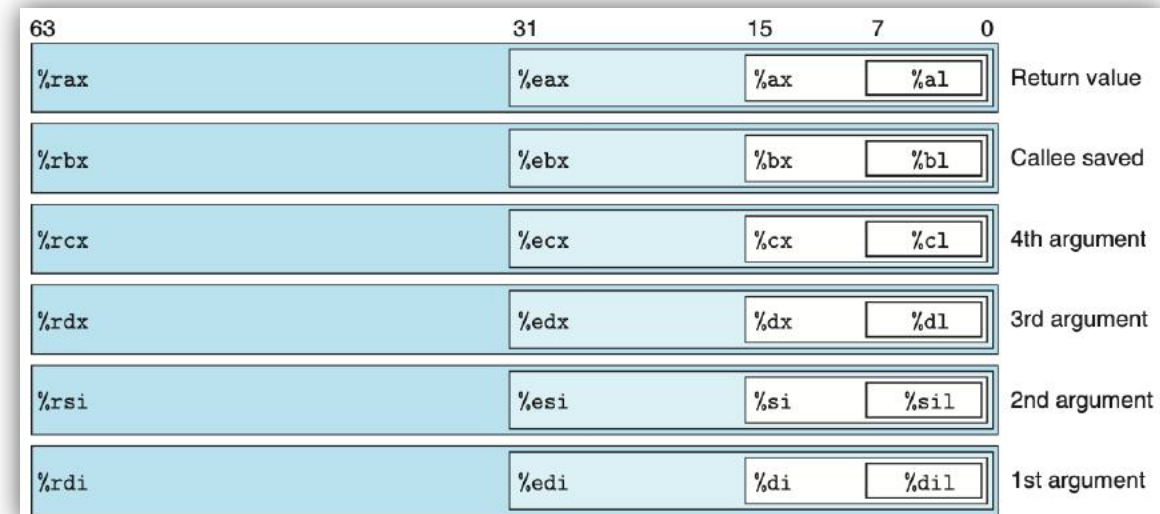 63 31 15 7 0
%rax %eax %ax %al Return value
%rbx %ebx %bx %bl Callee saved
%rcx %ecx %cx %cl 4th argument
%rdx %edx %dx %dl 3rd argument
%rsi %esi %si %sil 2nd argument
%rdi %edi %di %dil 1st argument